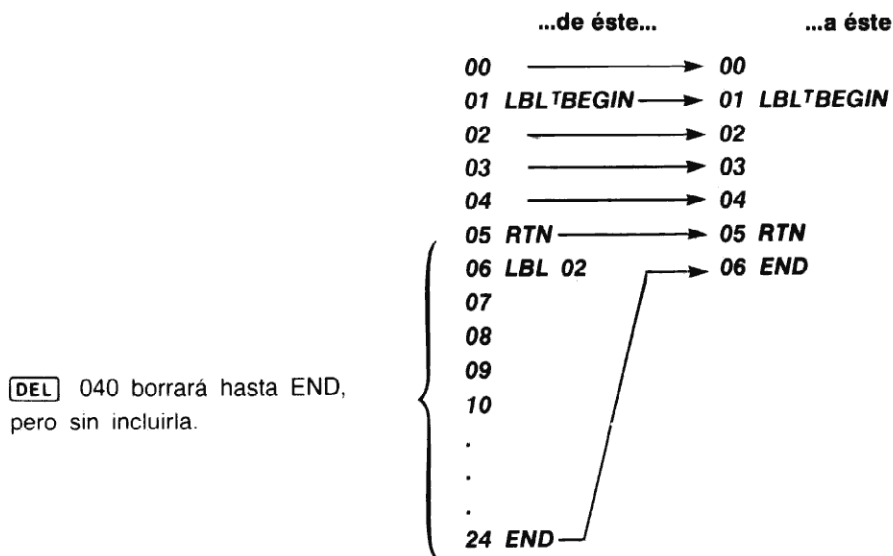 ...de éste... ...a éste
00 00
01 LBLᵀBEGIN 01 LBLᵀBEGIN
02 02
03 03
04 04
05 RTN 05 RTN
06 LBL 02 06 END
07
08
09
DEL 040 borrará hasta END,
10
pero sin incluirla.
.
.
.
24 END